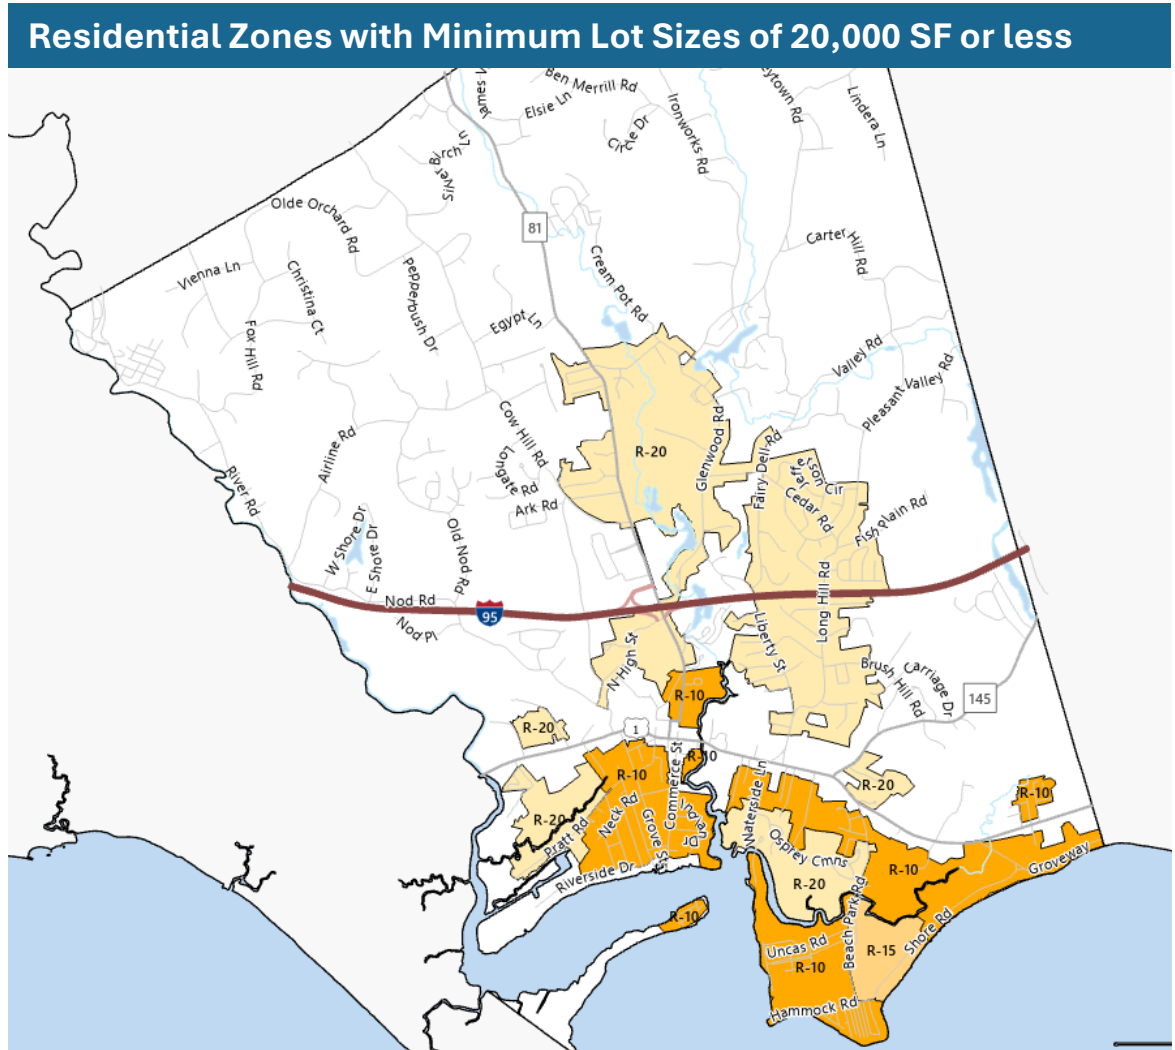 Residential Zones with Minimum Lot Sizes of 20,000 SF or less
Ben Merrill Rd
Elsie Ln
Circle Dr
Ironworks Rd
Lindera Ln
Birch Ln
Silver
Olde Orchard Rd
81
Carter Hill Rd
Vienna Ln
Christina Ct
Pepperbush Dr
Cream Pot Rd
Egypt Ln
Fox Hill Rd
Valley Rd
Pleasant Valley Rd
Cow Hill Rd
Glenwood Rd
Airline Rd
R-20
Longate Rd
Ark Rd
Fairy Dell Rd
Cir
Cedar Rd
River Rd
Fish Plain Rd
W Shore Dr
E Shore Dr
Old Nod Rd
Long Hill Rd
Nod Rd
95
Nod Pl
N High St
Liberty St
Brush Hill Rd
Carriage Dr
145
R-10
R-20
1
R-10
R-10
R-20
R-10
R-20
Commerce St
Waterside Ln
Neck Rd
Grove St
Indian Dr
Pratt Rd
Osprey Cmns
Riverside Dr
R-20
R-10
Groveway
Beach Park Rd
R-10
Shore Rd
Uncas Rd
R-15
R-10
Hammock Rd